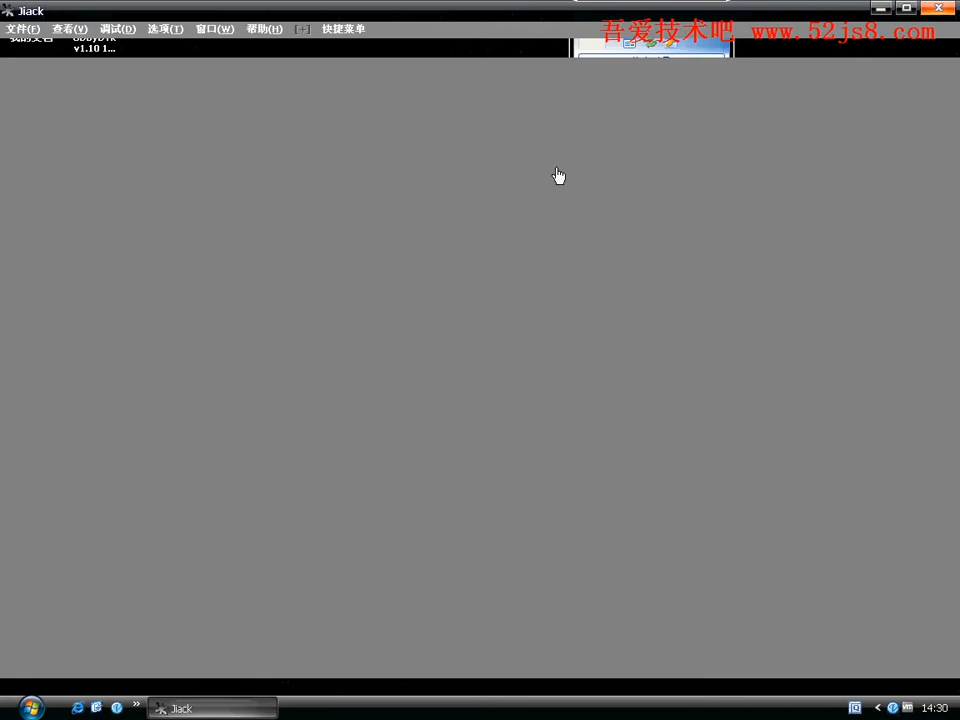 Jiack
文件(F) 查看(V) 调试(D) 选项(T) 窗口(W) 帮助(H) [+] 快捷菜单
吾爱技术吧 www.52js8.com
v1.10 1...
Jiack
14:30